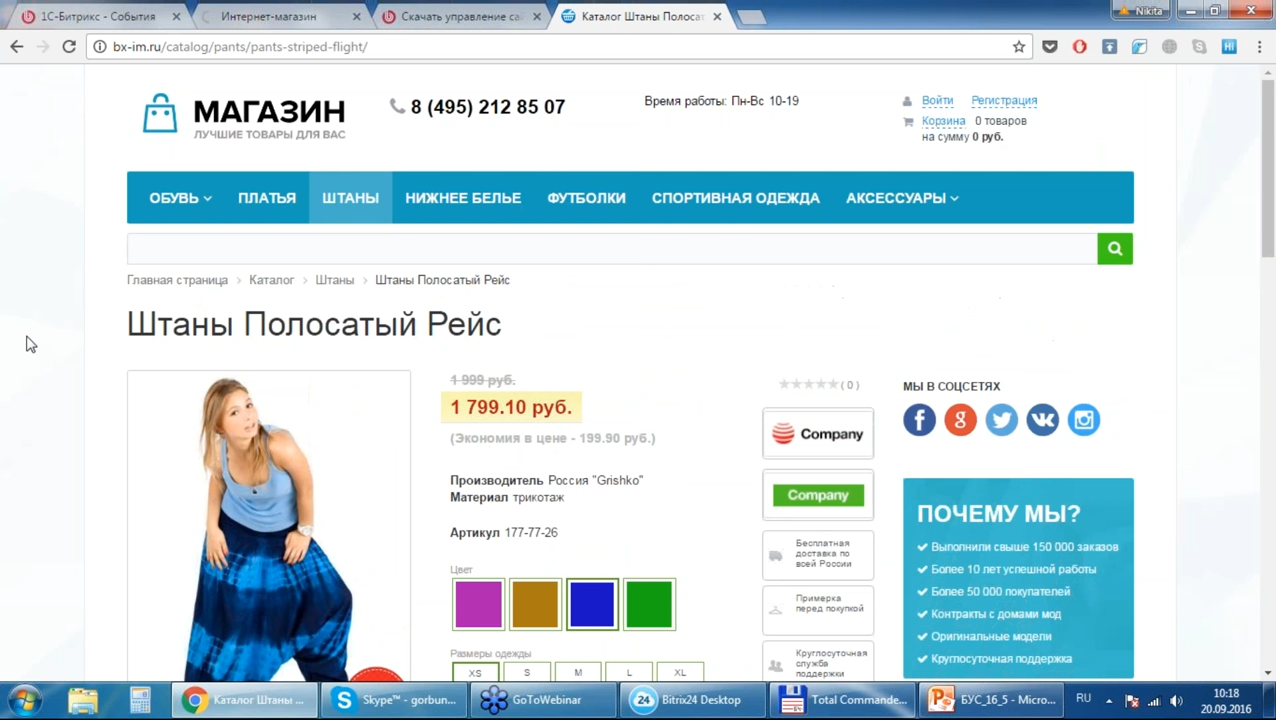 1С-Битрикс - События
Интернет-магазин
Скачать управление сай
Каталог Штаны Полосат
Nikita
bx-im.ru/catalog/pants/pants-striped-flight/
МАГАЗИН
ЛУЧШИЕ ТОВАРЫ ДЛЯ ВАС
8 (495) 212 85 07
Время работы: Пн-Вс 10-19
Войти Регистрация
Корзина 0 товаров
на сумму 0 руб.
ОБУВЬ ПЛАТЬЯ ШТАНЫ НИЖНЕЕ БЕЛЬЕ ФУТБОЛКИ СПОРТИВНАЯ ОДЕЖДА АКСЕССУАРЫ
Главная страница > Каталог > Штаны > Штаны Полосатый Рейс
Штаны Полосатый Рейс
1 999 руб.
1 799.10 руб.
(Экономия в цене - 199.90 руб.)
Производитель Россия "Grishko"
Материал трикотаж
Артикул 177-77-26
Цвет
Размеры одежды
XS S M L XL
( 0 )
Company
Company
Бесплатная
доставка по
всей России
Примерка
перед покупкой
Круглосуточная
служба
поддержки
МЫ В СОЦСЕТЯХ
ПОЧЕМУ МЫ?
Выполнили свыше 150 000 заказов
Более 10 лет успешной работы
Более 50 000 покупателей
Контракты с домами мод
Оригинальные модели
Круглосуточная поддержка
Каталог Штаны ...
Skype™ - gorbun...
GoToWebinar
24 Bitrix24 Desktop
Total Commande...
БУС_16_5 - Micro...
RU
10:18
20.09.2016